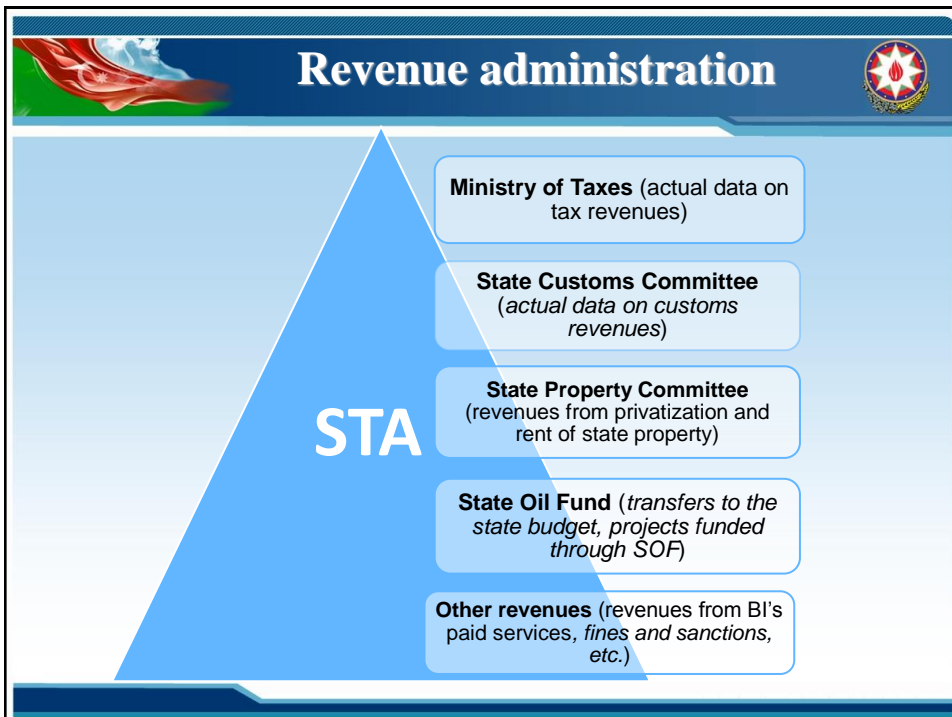 Revenue administration
Ministry of Taxes (actual data on
tax revenues)
State Customs Committee
(actual data on customs
revenues)
State Property Committee
(revenues from privatization and
rent of state property)
STA
State Oil Fund (transfers to the
state budget, projects funded
through SOF)
Other revenues (revenues from BI's
paid services, fines and sanctions,
etc.)